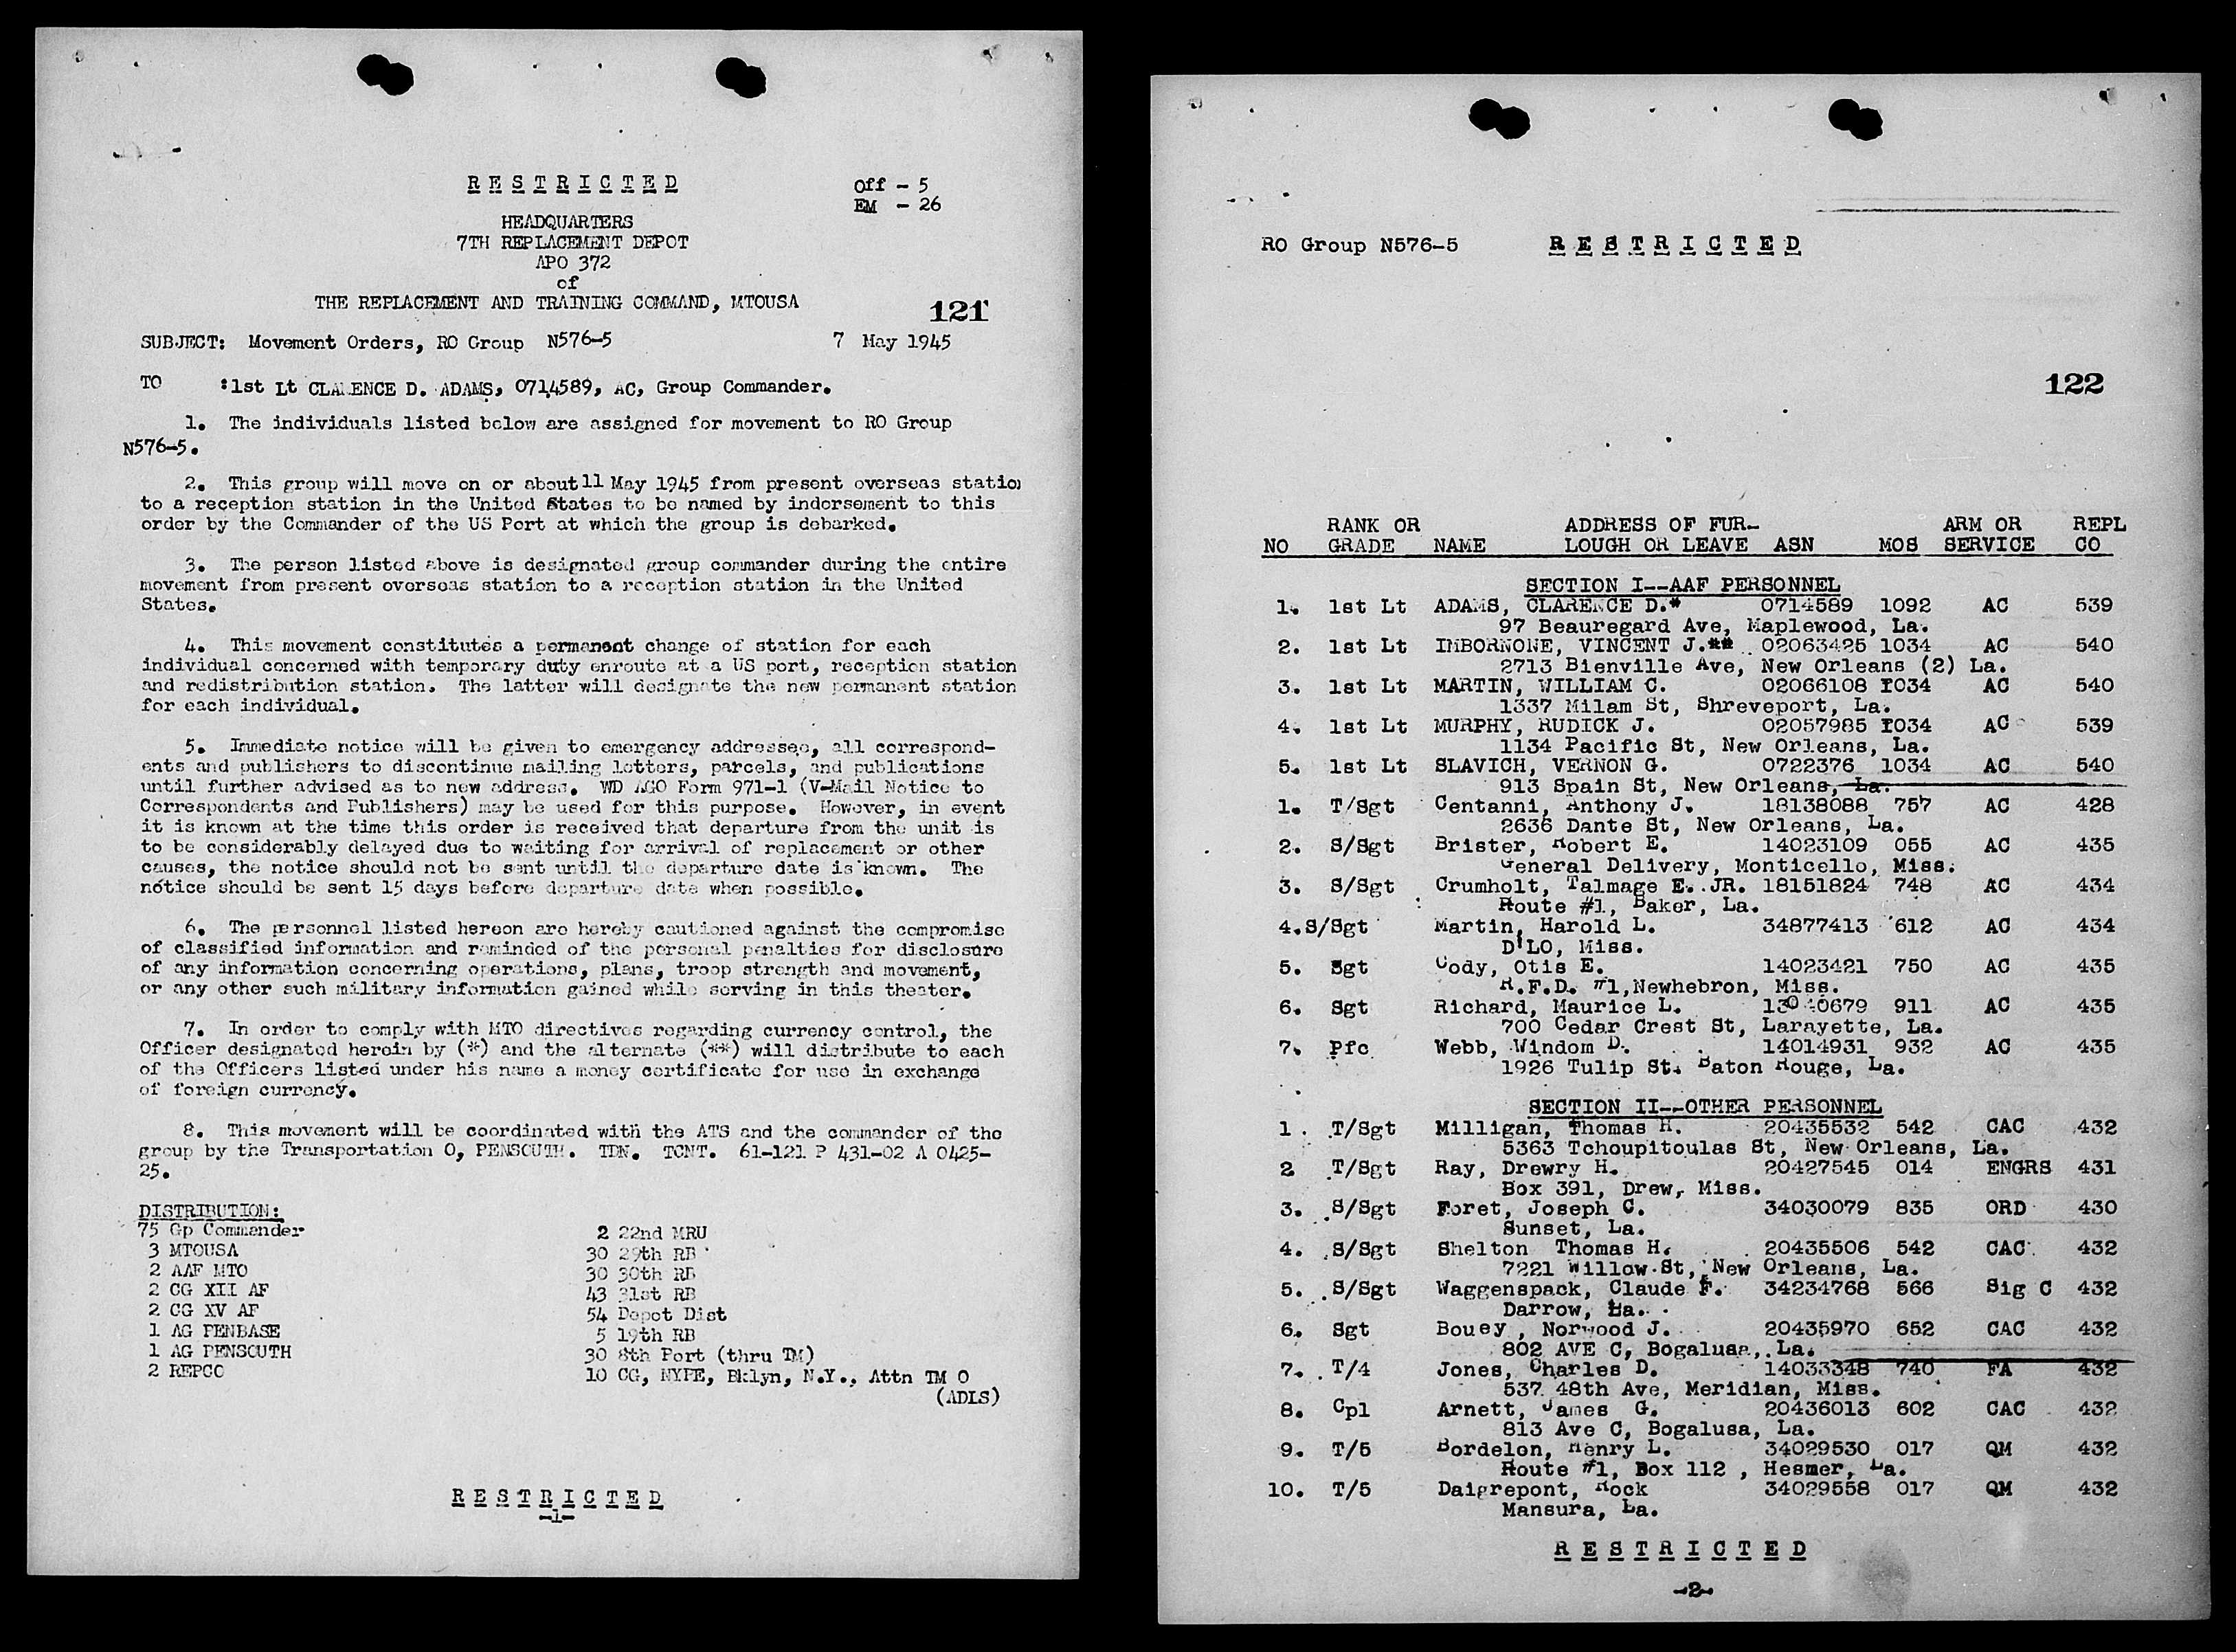 R E S T R I C T E D
Off - 5
EM - 26
HEADQUARTERS
7TH REPLACEMENT DEPOT
APO 372
of
THE REPLACEMENT AND TRAINING COMMAND, MTOUSA
121
SUBJECT: Movement Orders, RO Group N576-5 7 May 1945
TO :1st Lt CLARENCE D. ADAMS, 0714589, AC, Group Commander.
1. The individuals listed below are assigned for movement to RO Group
N576-5.
2. This group will move on or about 11 May 1945 from present overseas station
to a reception station in the United States to be named by indorsement to this
order by the Commander of the US Port at which the group is debarked.
3. The person listed above is designated group commander during the entire
movement from present overseas station to a reception station in the United
States.
4. This movement constitutes a permanent change of station for each
individual concerned with temporary duty enroute at a US port, reception station
and redistribution station. The latter will designate the new permanent station
for each individual.
5. Immediate notice will be given to emergency addressee, all correspond-
ents and publishers to discontinue mailing letters, parcels, and publications
until further advised as to new address. WD AGO Form 971-1 (V-Mail Notice to
Correspondents and Publishers) may be used for this purpose. However, in event
it is known at the time this order is received that departure from the unit is
to be considerably delayed due to waiting for arrival of replacement or other
causes, the notice should not be sent until the departure date is known. The
notice should be sent 15 days before departure date when possible.
6. The personnel listed hereon are hereby cautioned against the compromise
of classified information and reminded of the personal penalties for disclosure
of any information concerning operations, plans, troop strength and movement,
or any other such military information gained while serving in this theater.
7. In order to comply with MTO directives regarding currency control, the
Officer designated herein by (*) and the alternate (**) will distribute to each
of the Officers listed under his name a money certificate for use in exchange
of foreign currency.
8. This movement will be coordinated with the ATS and the commander of the
group by the Transportation O, PENSOUTH. TDN. TCNT. 61-121 P 431-02 A 0425-
25.
DISTRIBUTION:
75 Gp Commander 2 22nd MRU
3 MTOUSA 30 29th RB
2 AAF MTO 30 30th RB
2 CG XII AF 43 31st RB
2 CG XV AF 54 Depot Dist
1 AG PENBASE 5 19th RB
1 AG PENSOUTH 30 8th Port (thru TM)
2 REPCO 10 CG, NYPE, Bklyn, N.Y., Attn TM O
(ADLS)
R E S T R I C T E D
-1-
RO Group N576-5 R E S T R I C T E D
122
RANK OR ADDRESS OF FUR- ARM OR REPL
NO GRADE NAME LOUGH OR LEAVE ASN MOS SERVICE CO
SECTION I--AAF PERSONNEL
1. 1st Lt ADAMS, CLARENCE D.* 0714589 1092 AC 539
97 Beauregard Ave, Maplewood, La.
2. 1st Lt IMBORNONE, VINCENT J.** 02063425 1034 AC 540
2713 Bienville Ave, New Orleans (2) La.
3. 1st Lt MARTIN, WILLIAM C. 02066108 1034 AC 540
1337 Milam St, Shreveport, La.
4. 1st Lt MURPHY, RUDICK J. 02057985 1034 AC 539
1134 Pacific St, New Orleans, La.
5. 1st Lt SLAVICH, VERNON G. 0722376 1034 AC 540
913 Spain St, New Orleans, La.
1. T/Sgt Centanni, Anthony J. 18138088 757 AC 428
2636 Dante St, New Orleans, La.
2. S/Sgt Brister, Robert E. 14023109 055 AC 435
General Delivery, Monticello, Miss.
3. S/Sgt Crumholt, Talmage E. JR. 18151824 748 AC 434
Route #1, Baker, La.
4.S/Sgt Martin, Harold L. 34877413 612 AC 434
D'LO, Miss.
5. Sgt Cody, Otis E. 14023421 750 AC 435
R.F.D. #1,Newhebron, Miss.
6. Sgt Richard, Maurice L. 911 AC 435
700 Cedar Crest St, Larayette, La.
7. Pfc Webb, Windom D. 14014931 932 AC 435
1926 Tulip St. Baton Rouge, La.
SECTION II--OTHER PERSONNEL
1. T/Sgt Milligan, Thomas H. 20435532 542 CAC 432
5363 Tchoupitoulas St, New Orleans, La.
2 T/Sgt Ray, Drewry H. 20427545 014 ENGRS 431
Box 391, Drew, Miss.
3. S/Sgt Foret, Joseph C. 34030079 835 ORD 430
Sunset, La.
4. S/Sgt Shelton Thomas H. 20435506 542 CAC 432
7221 Willow St, New Orleans, La.
5. S/Sgt Waggenspack, Claude F. 34234768 566 Sig C 432
Darrow, La.
6. Sgt Bouey, Norwood J. 20435970 652 CAC 432
802 AVE C, Bogalusa, La.
7. T/4 Jones, Charles D. 14033348 740 FA 432
537 48th Ave, Meridian, Miss.
8. Cpl Arnett, James G. 20436013 602 CAC 432
813 Ave C, Bogalusa, La.
9. T/5 Bordelon, Henry L. 34029530 017 QM 432
Route #1, Box 112 , Hesmer, La.
10. T/5 Daigrepont, Rock 34029558 017 QM 432
Mansura, La.
R E S T R I C T E D
-2-